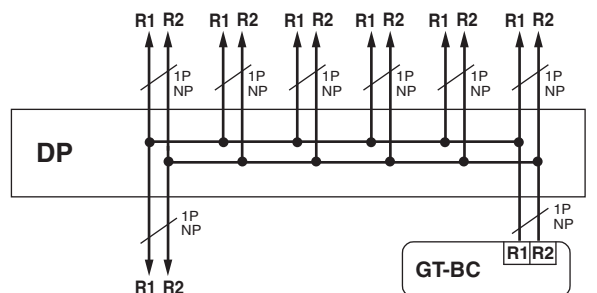 R1 R2 R1 R2 R1 R2 R1 R2 R1 R2 R1 R2
1P 1P 1P 1P 1P 1P
NP NP NP NP NP NP
DP
1P 1P
NP NP
R1 R2
GT-BC
R1 R2